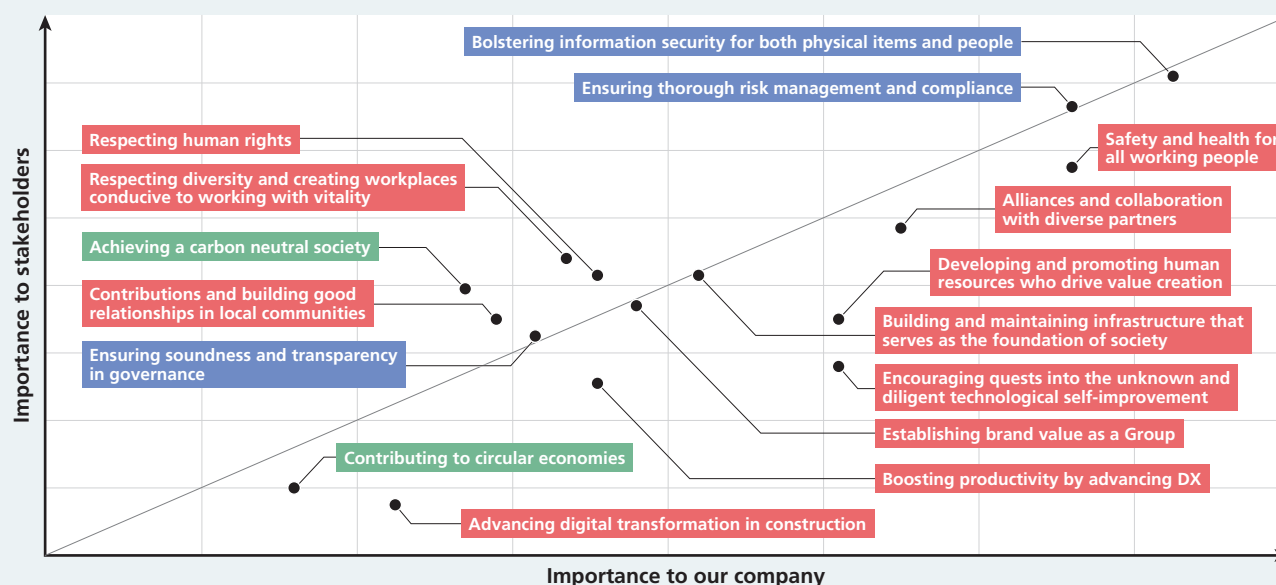 Importance to stakeholders
Bolstering information security for both physical items and people
Ensuring thorough risk management and compliance
Respecting human rights
Safety and health for
all working people
Respecting diversity and creating workplaces
conducive to working with vitality
Alliances and collaboration
with diverse partners
Achieving a carbon neutral society
Developing and promoting human
resources who drive value creation
Contributions and building good
relationships in local communities
Building and maintaining infrastructure that
serves as the foundation of society
Ensuring soundness and transparency
in governance
Encouraging quests into the unknown and
diligent technological self-improvement
Establishing brand value as a Group
Contributing to circular economies
Boosting productivity by advancing DX
Advancing digital transformation in construction
Importance to our company